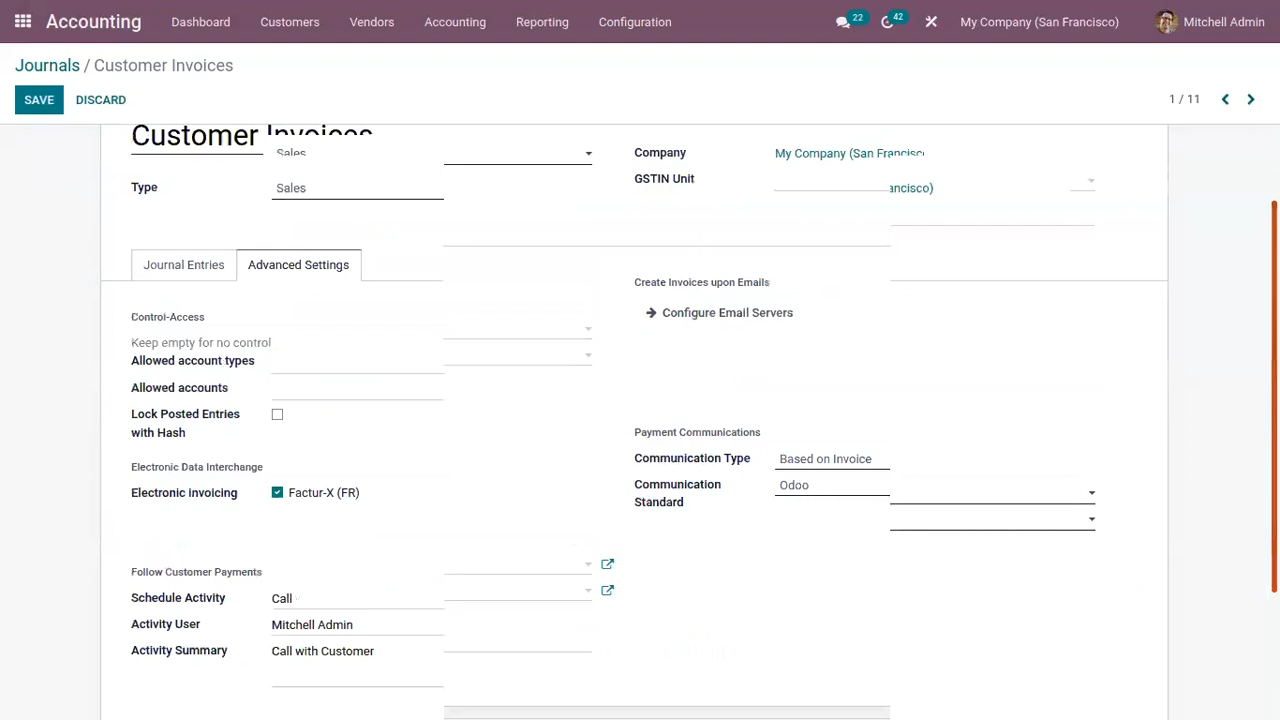 Accounting Dashboard Customers Vendors Accounting Reporting Configuration 22 42 My Company (San Francisco) Mitchell Admin
Journals / Customer Invoices
SAVE DISCARD 1 / 11
Customer Invoices
Sales
Company My Company (San Francisco
GSTIN Unit
Type Sales
ancisco)
Journal Entries Advanced Settings
Create Invoices upon Emails
Configure Email Servers
Control-Access
Keep empty for no control
Allowed account types
Allowed accounts
Lock Posted Entries
with Hash
Payment Communications
Communication Type Based on Invoice
Communication Odoo
Standard
Electronic Data Interchange
Electronic invoicing Factur-X (FR)
Follow Customer Payments
Schedule Activity Call
Activity User Mitchell Admin
Activity Summary Call with Customer